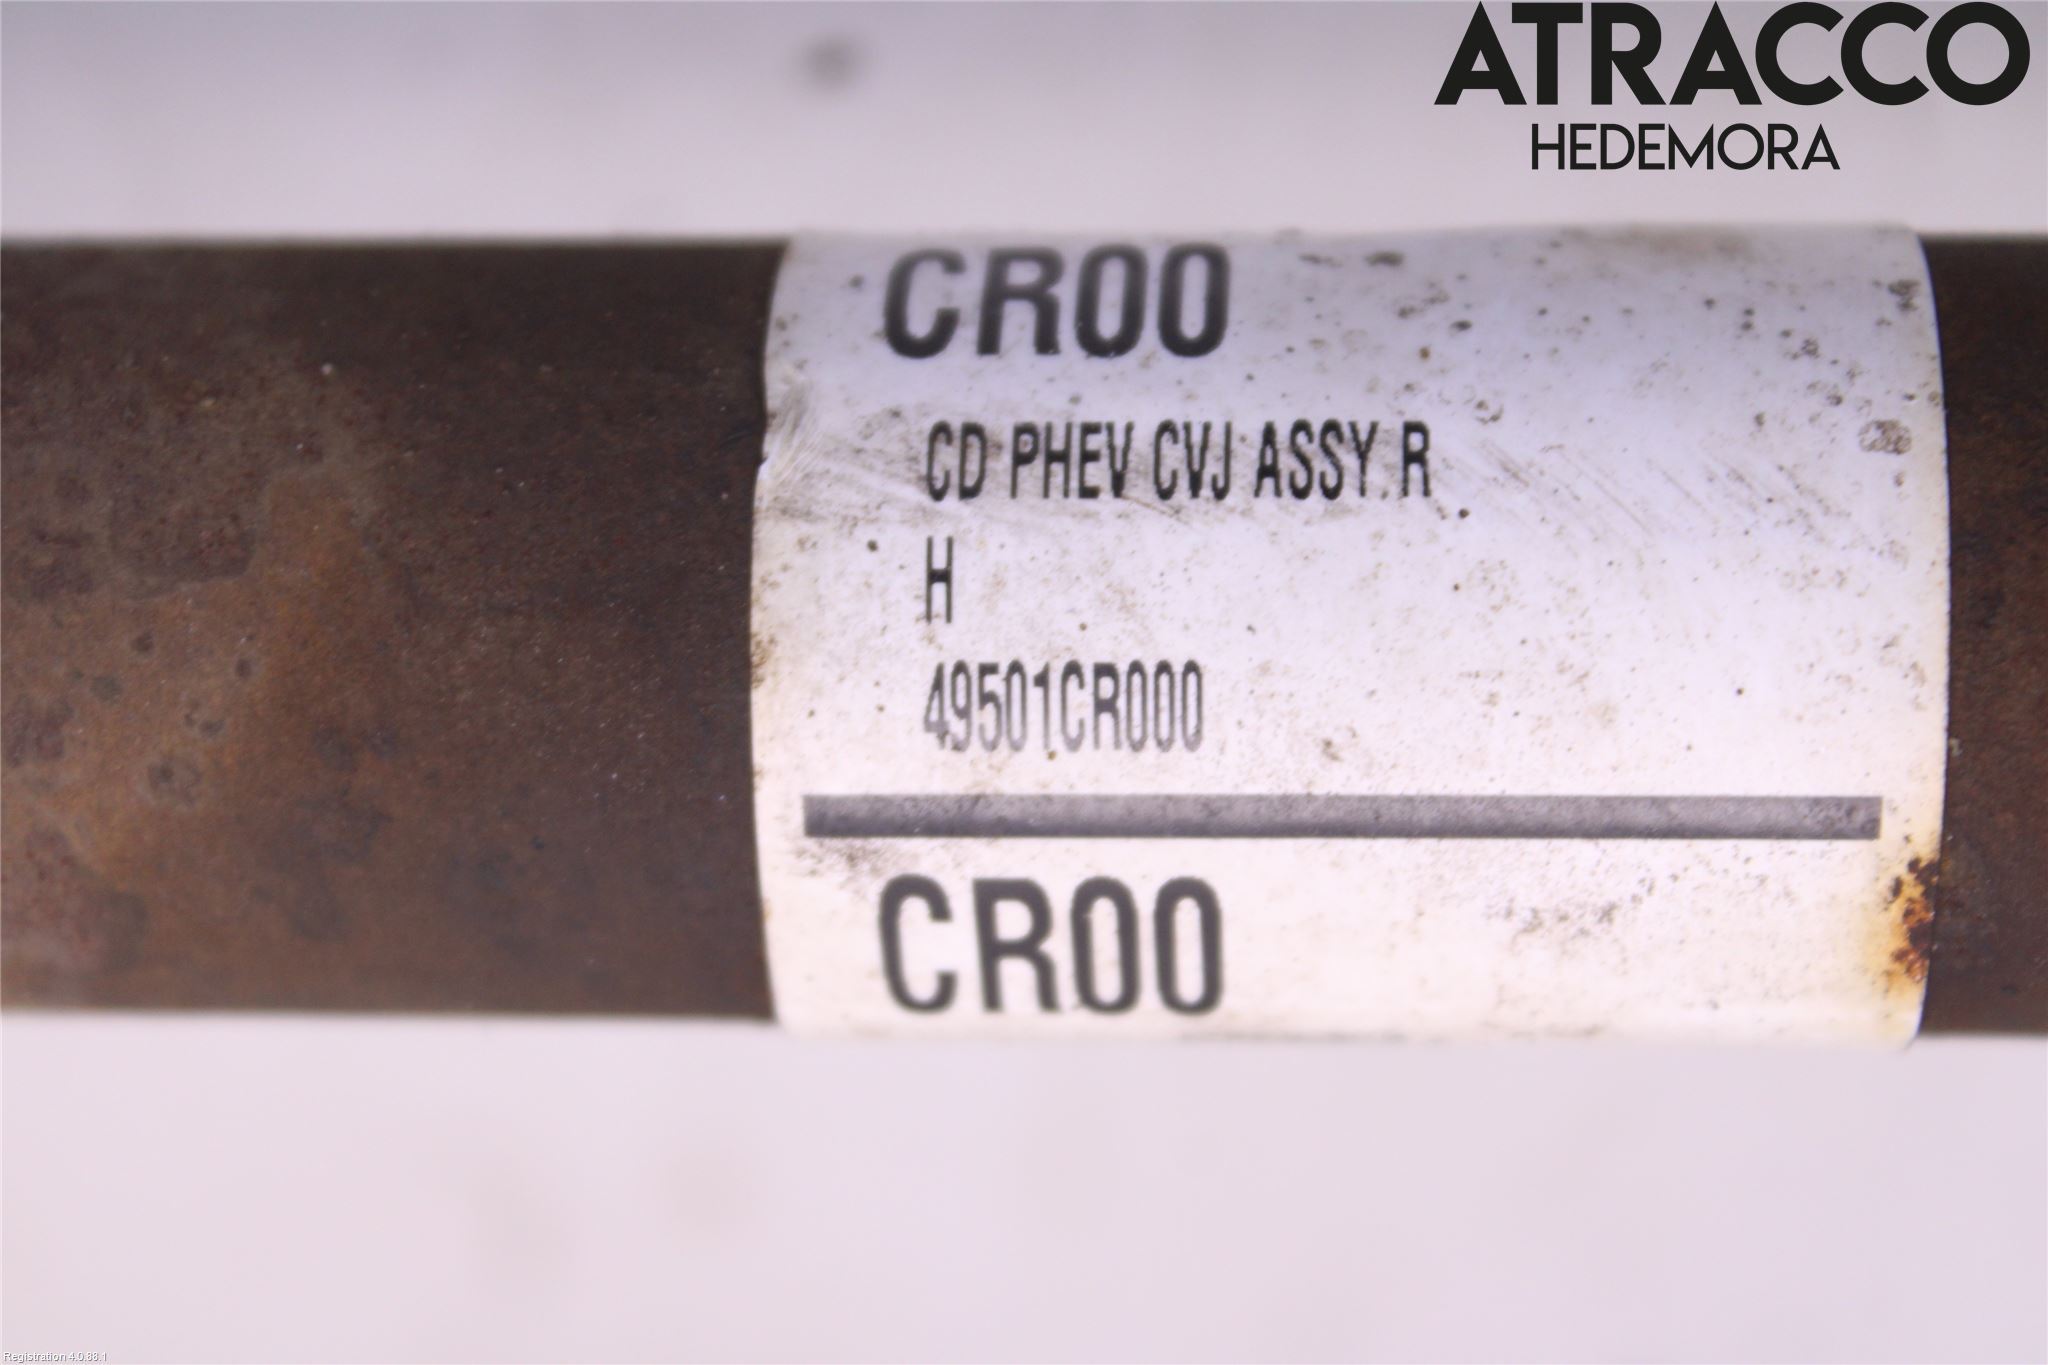 ATRACCO
HEDEMORA
CR00
CD PHEV CVJ ASSY. R
H
49501CR000
CR00
Registration 4.0.88.1